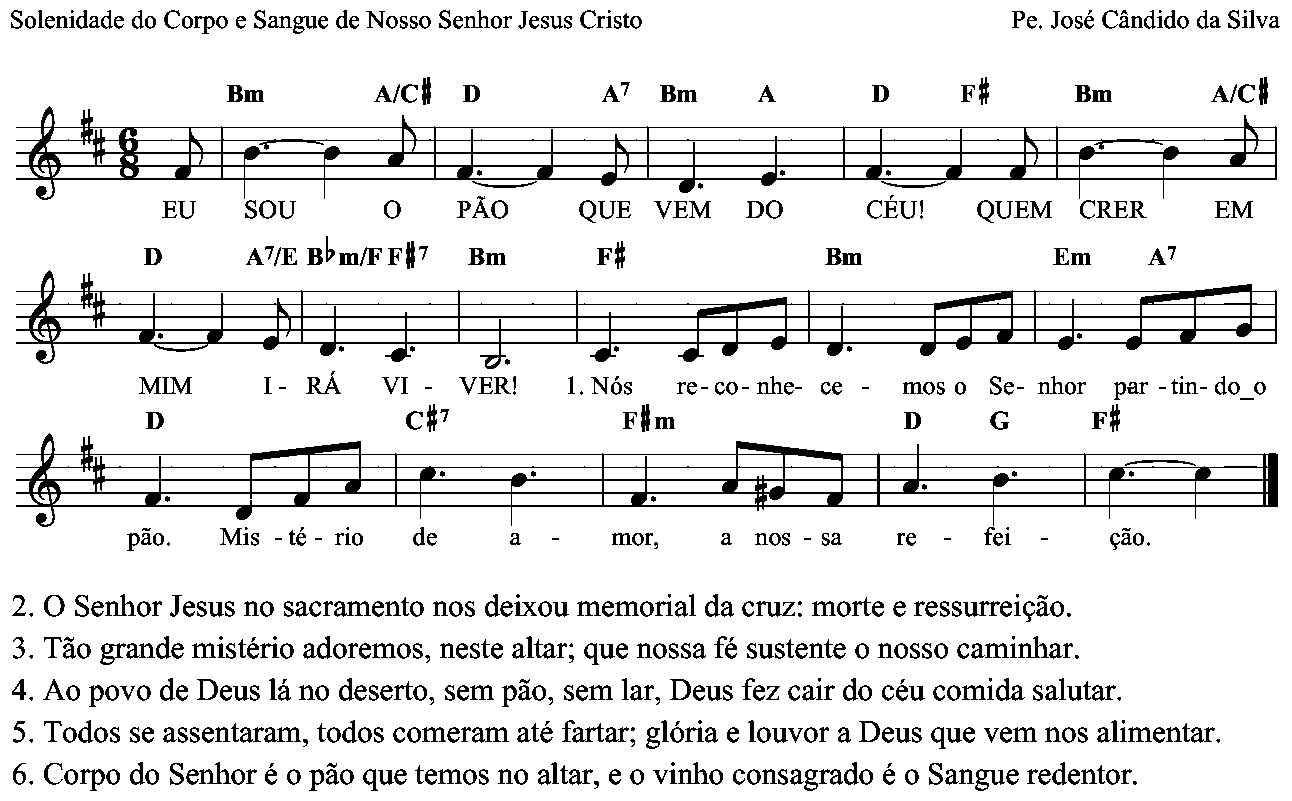 Solenidade do Corpo e Sangue de Nosso Senhor Jesus Cristo Pe. José Cândido da Silva
Bm A/C♯ D A7 Bm A D F♯ Bm A/C♯
6
8
EU SOU O PÃO QUE VEM DO CÉU! QUEM CRER EM
D A7/E B♭m/F F♯7 Bm F♯ Bm Em A7
MIM I - RÁ VI - VER! 1. Nós re - co - nhe - ce - mos o Se - nhor par - tin - do_o
D C♯7 F♯m D G F♯
pão. Mis - té - rio de a - mor, a nos - sa re - fei - ção.
2. O Senhor Jesus no sacramento nos deixou memorial da cruz: morte e ressurreição.
3. Tão grande mistério adoremos, neste altar; que nossa fé sustente o nosso caminhar.
4. Ao povo de Deus lá no deserto, sem pão, sem lar, Deus fez cair do céu comida salutar.
5. Todos se assentaram, todos comeram até fartar; glória e louvor a Deus que vem nos alimentar.
6. Corpo do Senhor é o pão que temos no altar, e o vinho consagrado é o Sangue redentor.